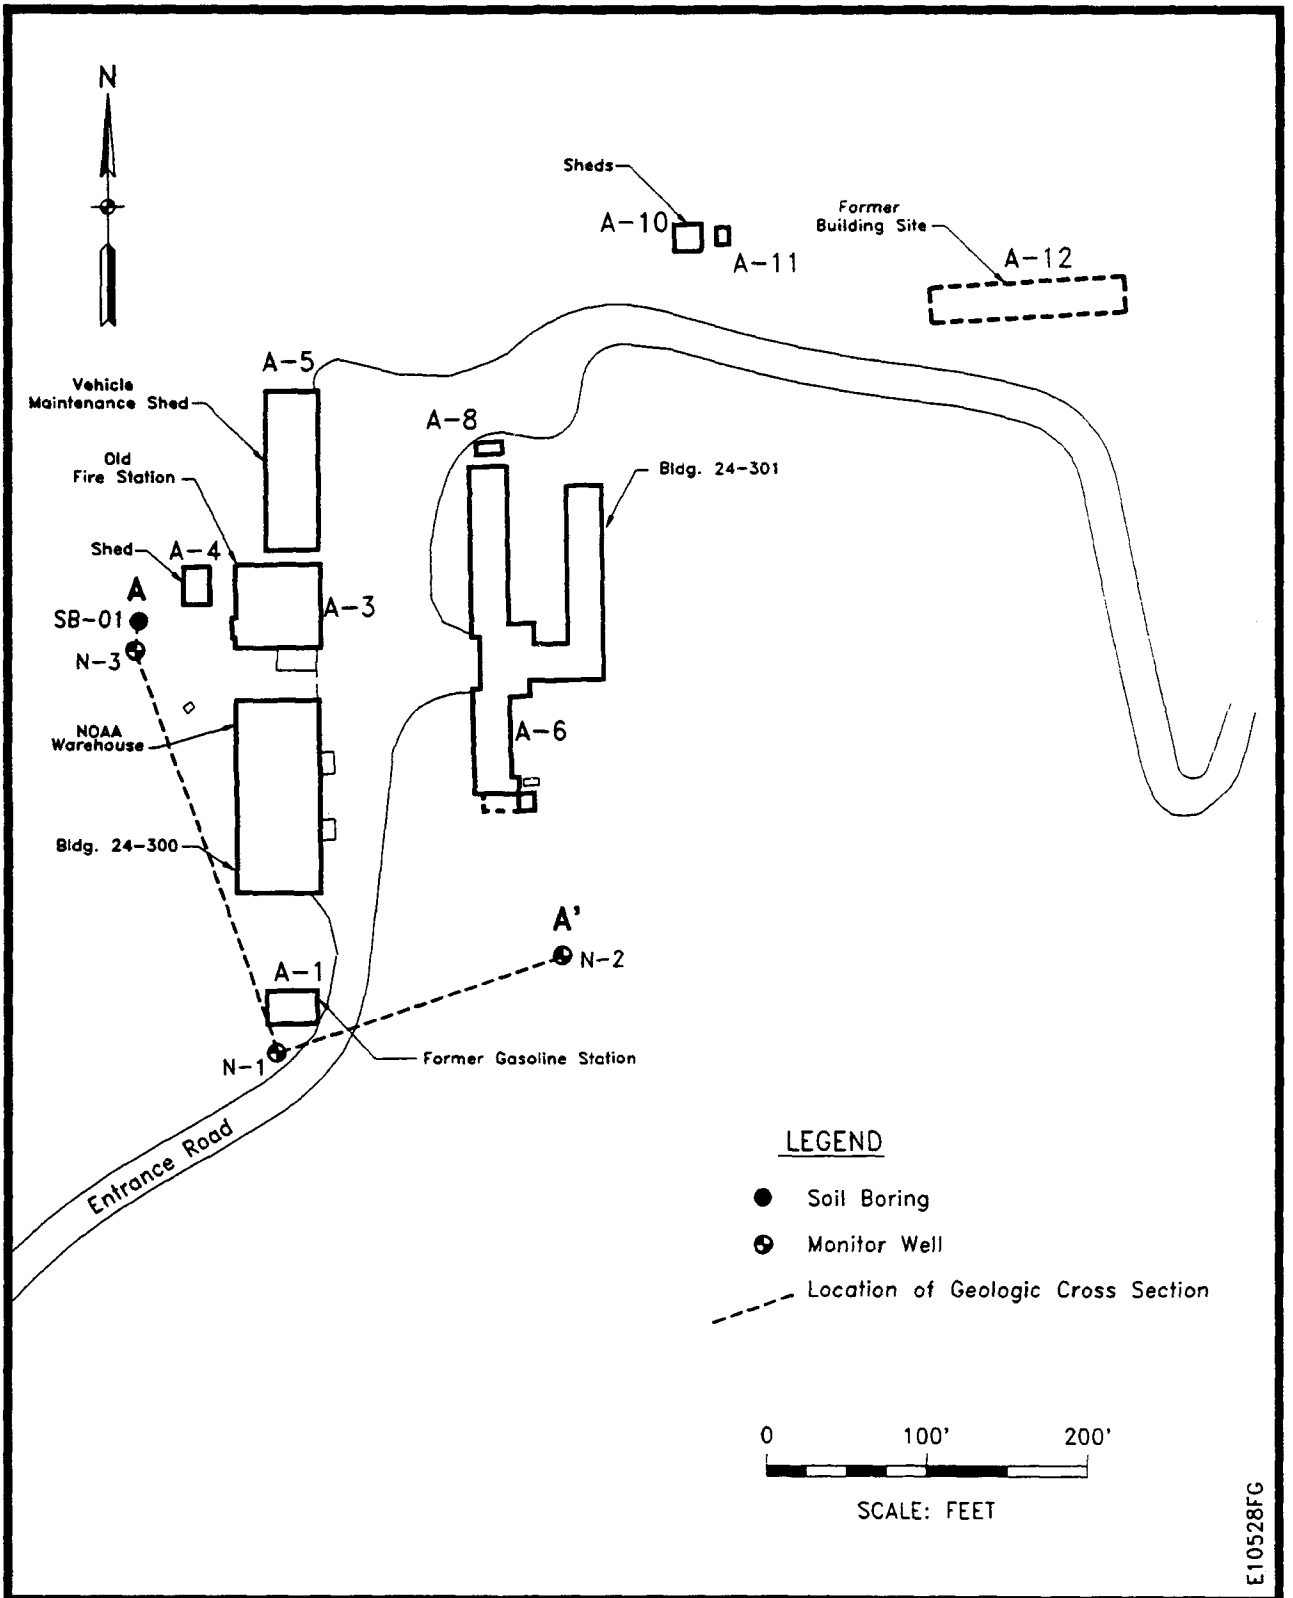 N
Sheds
A-10
A-11
Former
Building Site
A-12
A-5
Vehicle
Maintenance Shed
A-8
Old
Fire Station
Bldg. 24-301
Shed
A-4
A
SB-01
A-3
N-3
NOAA
Warehouse
A-6
Bldg. 24-300
A'
N-2
A-1
N-1
Former Gasoline Station
Entrance Road
LEGEND
Soil Boring
Monitor Well
Location of Geologic Cross Section
0 100' 200'
SCALE: FEET
E10528FG